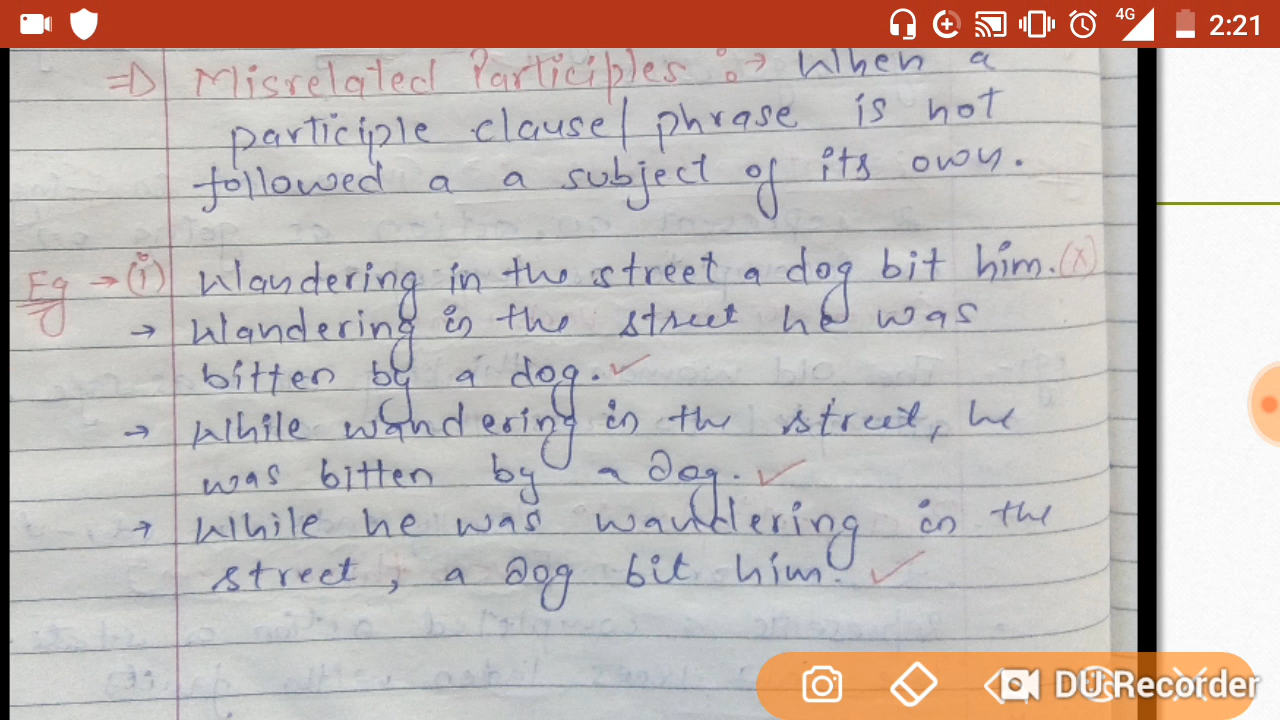 4G 2:21
=D Misrelated Participles :→ When a
participle clause/ phrase is not
followed a a subject of its own.
Eg → (i) Wandering in the street a dog bit him. (x)
→ Wandering in the street he was
bitten by a dog. ✓
→ While wandering in the street, he
was bitten by a dog. ✓
→ While he was wandering in the
street, a dog bit him. ✓
DU Recorder